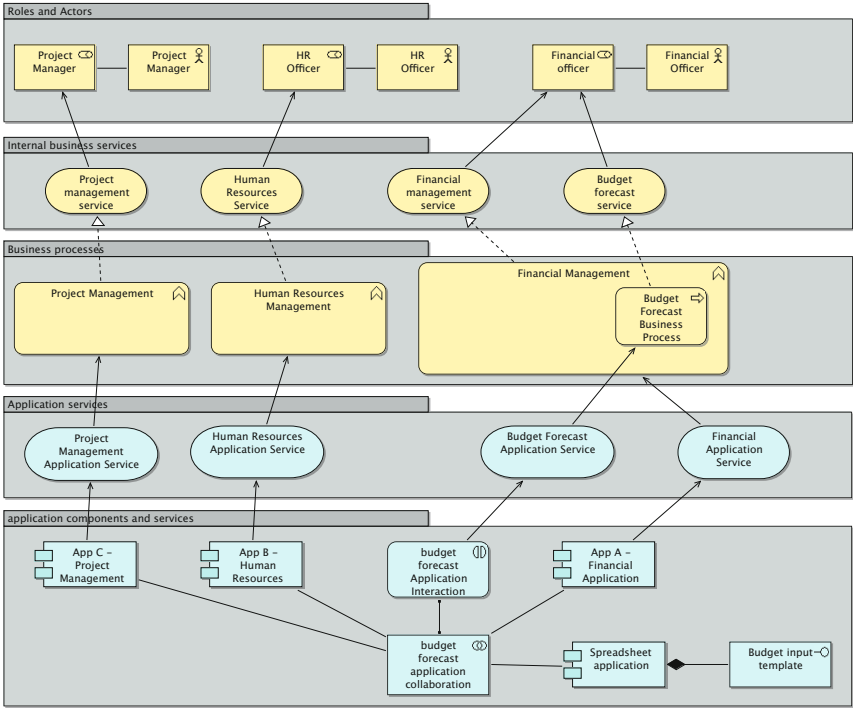 Roles and Actors
Project
Manager
Project
Manager
HR
Officer
HR
Officer
Financial
officer
Financial
Officer
Internal business services
Project
management
service
Human
Resources
Service
Financial
management
service
Budget
forecast
service
Business processes
Project Management
Human Resources
Management
Financial Management
Budget
Forecast
Business
Process
Application services
Project
Management
Application Service
Human Resources
Application Service
Budget Forecast
Application Service
Financial
Application
Service
application components and services
App C –
Project
Management
App B –
Human
Resources
budget
forecast
Application
Interaction
App A –
Financial
Application
budget
forecast
application
collaboration
Spreadsheet
application
Budget input
template